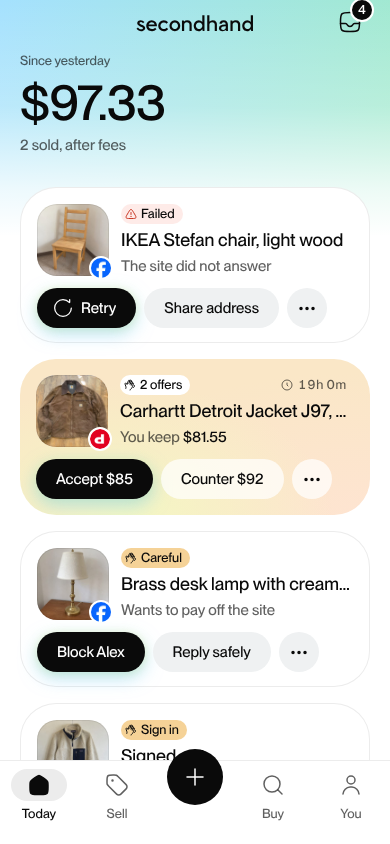 secondhand
4
Since yesterday
$97.33
2 sold, after fees
Failed
IKEA Stefan chair, light wood
The site did not answer
Retry
Share address
2 offers
19h 0m
Carhartt Detroit Jacket J97, ...
You keep $81.55
Accept $85
Counter $92
Careful
Brass desk lamp with cream...
Wants to pay off the site
Block Alex
Reply safely
Sign in
Signed
Today
Sell
Buy
You